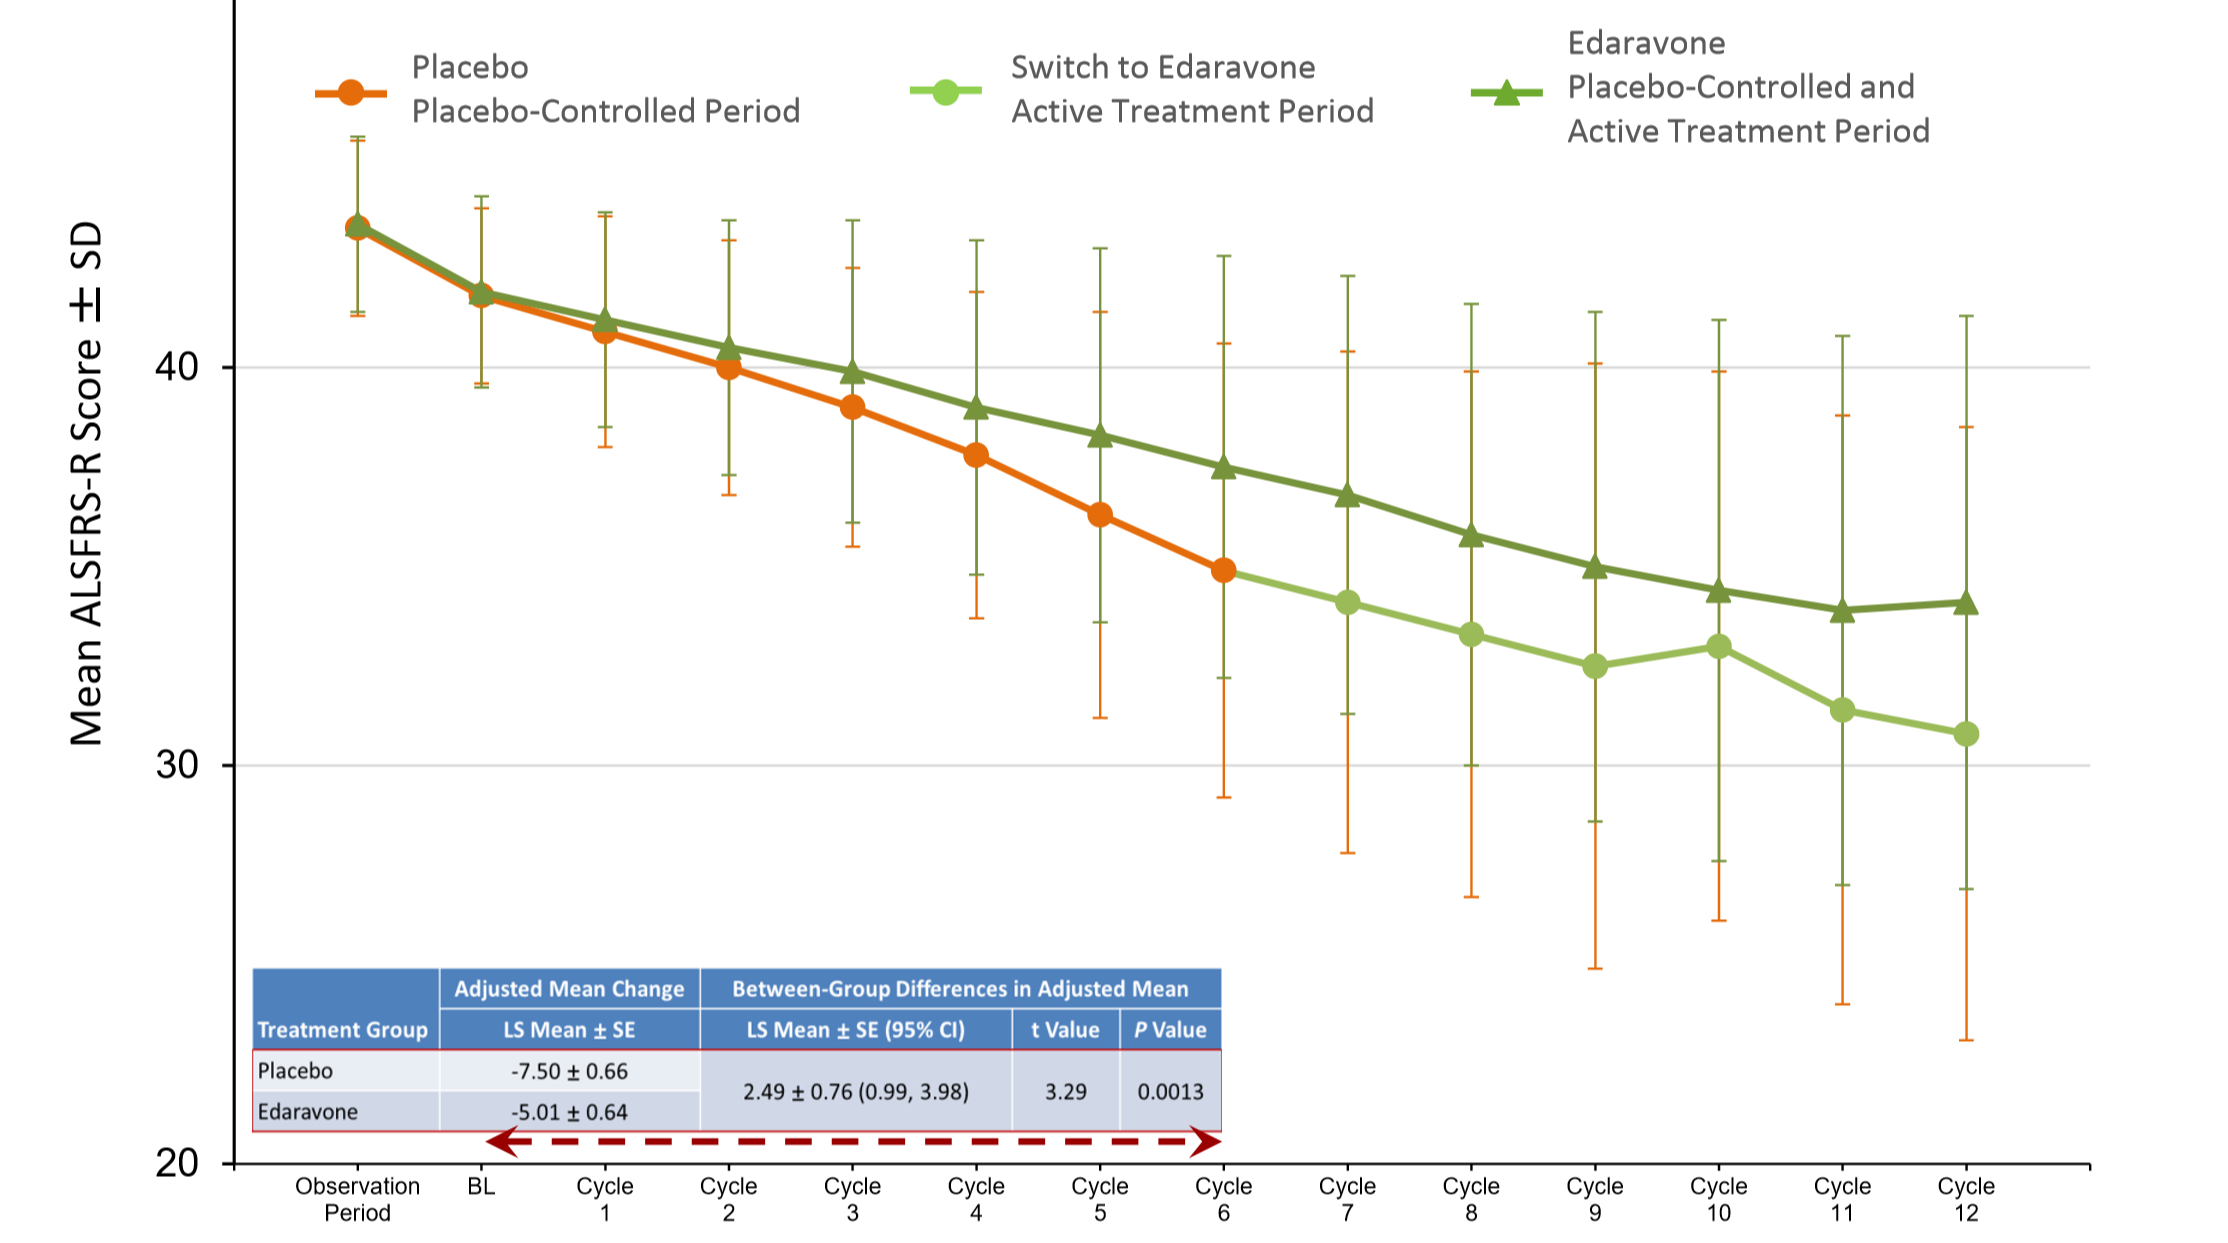 Placebo
Placebo-Controlled Period
Switch to Edaravone
Active Treatment Period
Edaravone
Placebo-Controlled and
Active Treatment Period
Mean ALSFRS-R Score ± SD
40
30
20
Treatment Group
Adjusted Mean Change
Between-Group Differences in Adjusted Mean
LS Mean ± SE
LS Mean ± SE (95% CI)
t Value
P Value
Placebo
-7.50 ± 0.66
2.49 ± 0.76 (0.99, 3.98)
3.29
0.0013
Edaravone
-5.01 ± 0.64
Observation
Period
BL
Cycle
1
Cycle
2
Cycle
3
Cycle
4
Cycle
5
Cycle
6
Cycle
7
Cycle
8
Cycle
9
Cycle
10
Cycle
11
Cycle
12